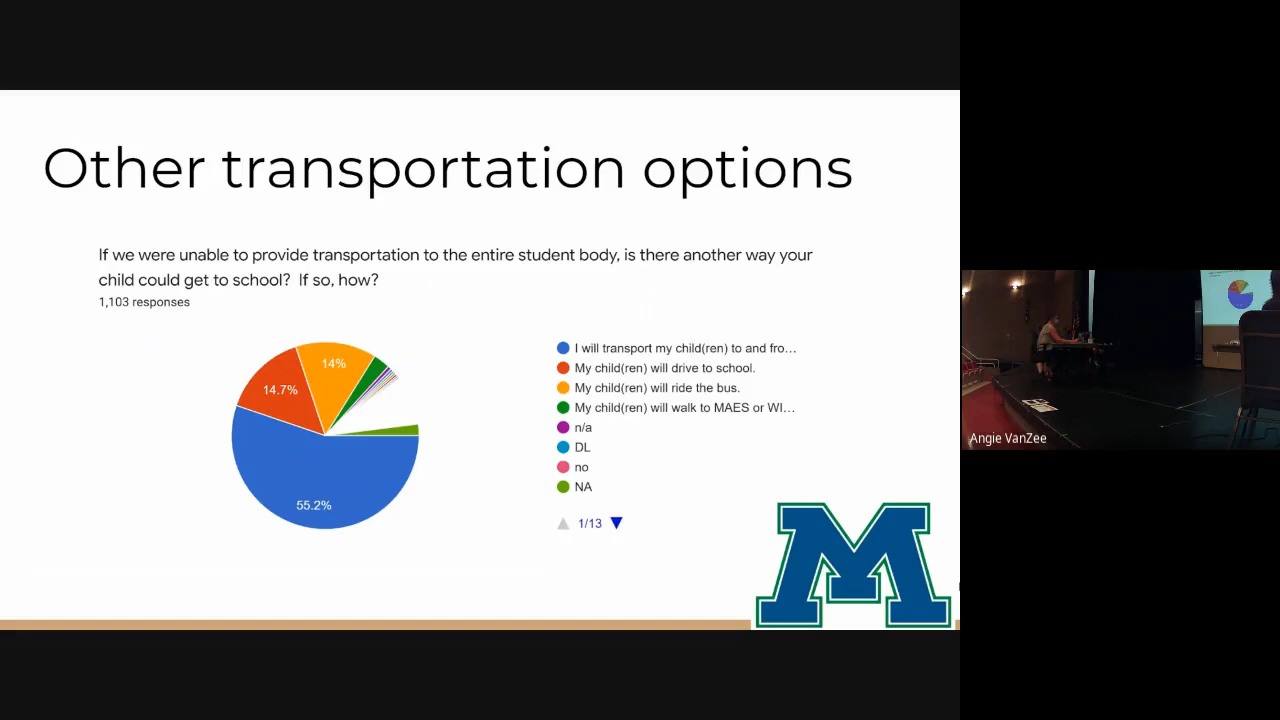 Other transportation options
If we were unable to provide transportation to the entire student body, is there another way your
child could get to school?  If so, how?
1,103 responses
14%
14.7%
55.2%
I will transport my child(ren) to and fro…
My child(ren) will drive to school.
My child(ren) will ride the bus.
My child(ren) will walk to MAES or WI…
n/a
DL
no
NA
1/13
M
Angie VanZee